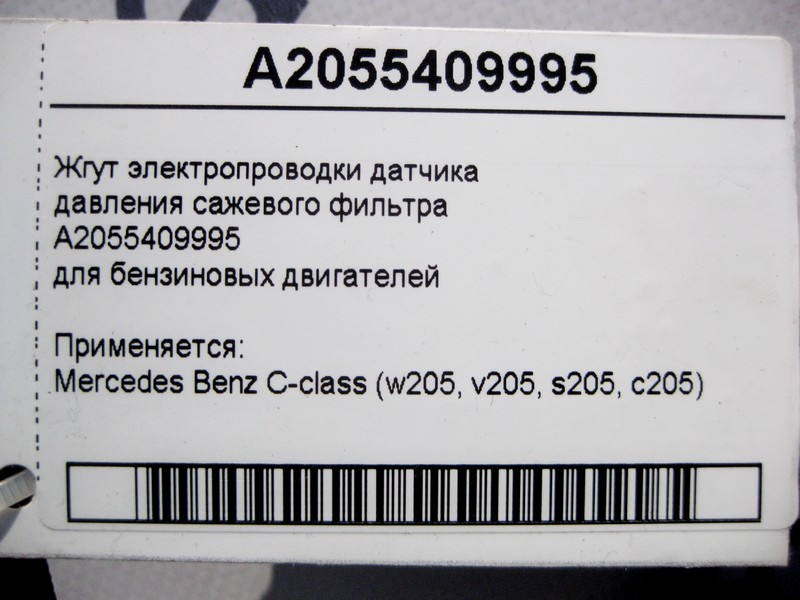 A2055409995
Жгут электропроводки датчика
давления сажевого фильтра
A2055409995
для бензиновых двигателей
Применяется:
Mercedes Benz C-class (w205, v205, s205, c205)